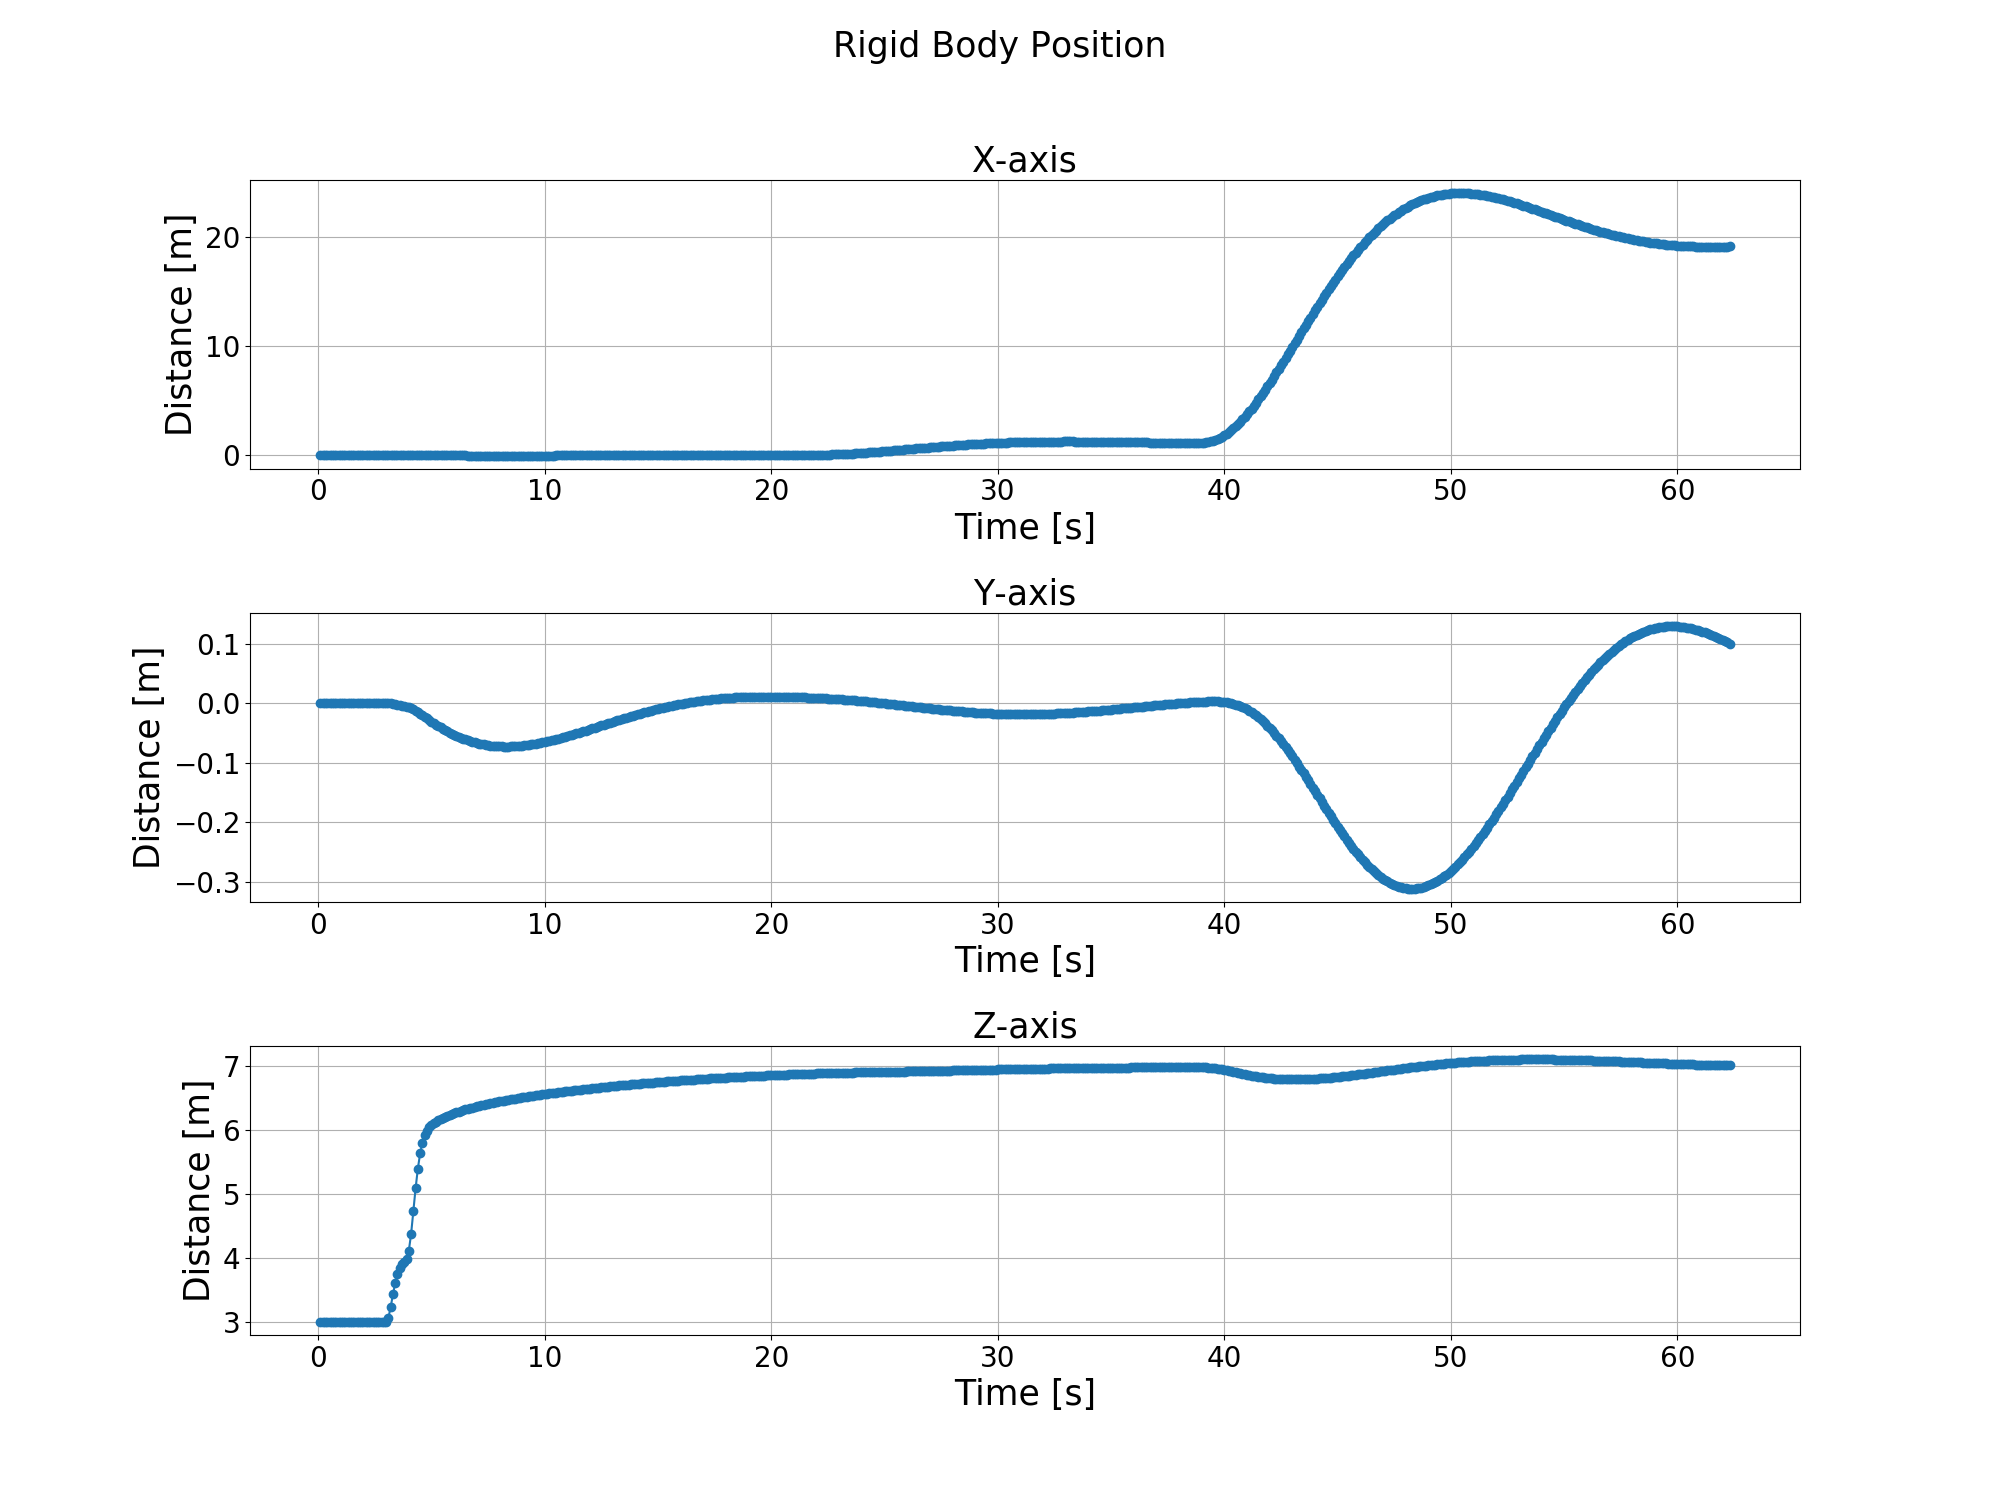 Rigid Body Position
X-axis
Distance [m]
20
10
0
0 10 20 30 40 50 60
Time [s]
Y-axis
Distance [m]
0.1
0.0
−0.1
−0.2
−0.3
0 10 20 30 40 50 60
Time [s]
Z-axis
Distance [m]
7
6
5
4
3
0 10 20 30 40 50 60
Time [s]